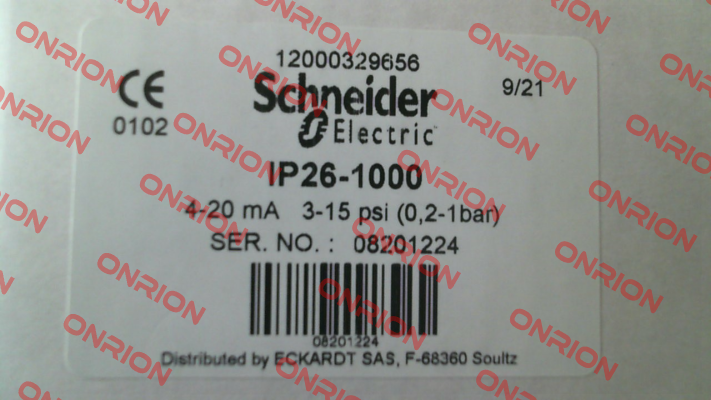 12000329656
9/21
CE
0102
Schneider
Electric
IP26-1000
4-20 mA 3-15 psi (0,2-1bar)
SER. NO. : 08201224
08201224
Distributed by ECKARDT SAS, F-68360 Soultz
ONRION